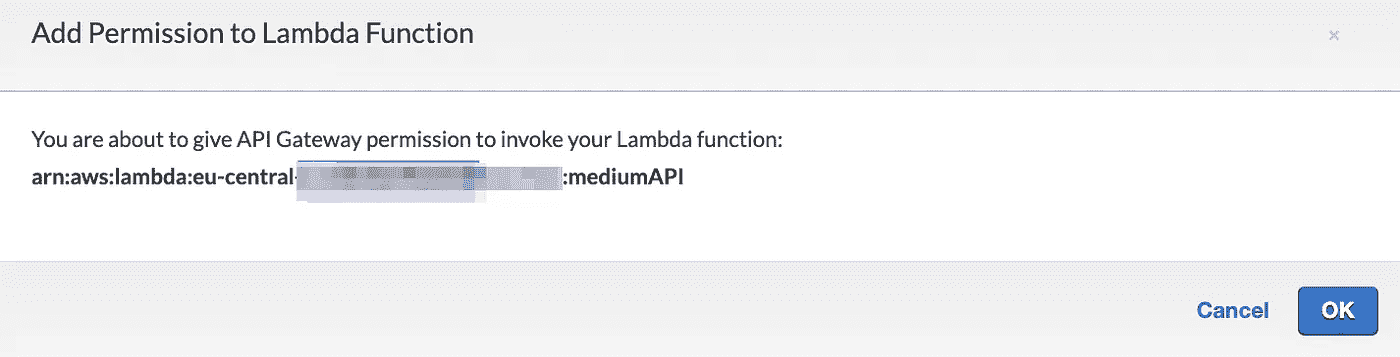 Add Permission to Lambda Function
×
You are about to give API Gateway permission to invoke your Lambda function:
arn:aws:lambda:eu-central- :mediumAPI
Cancel OK